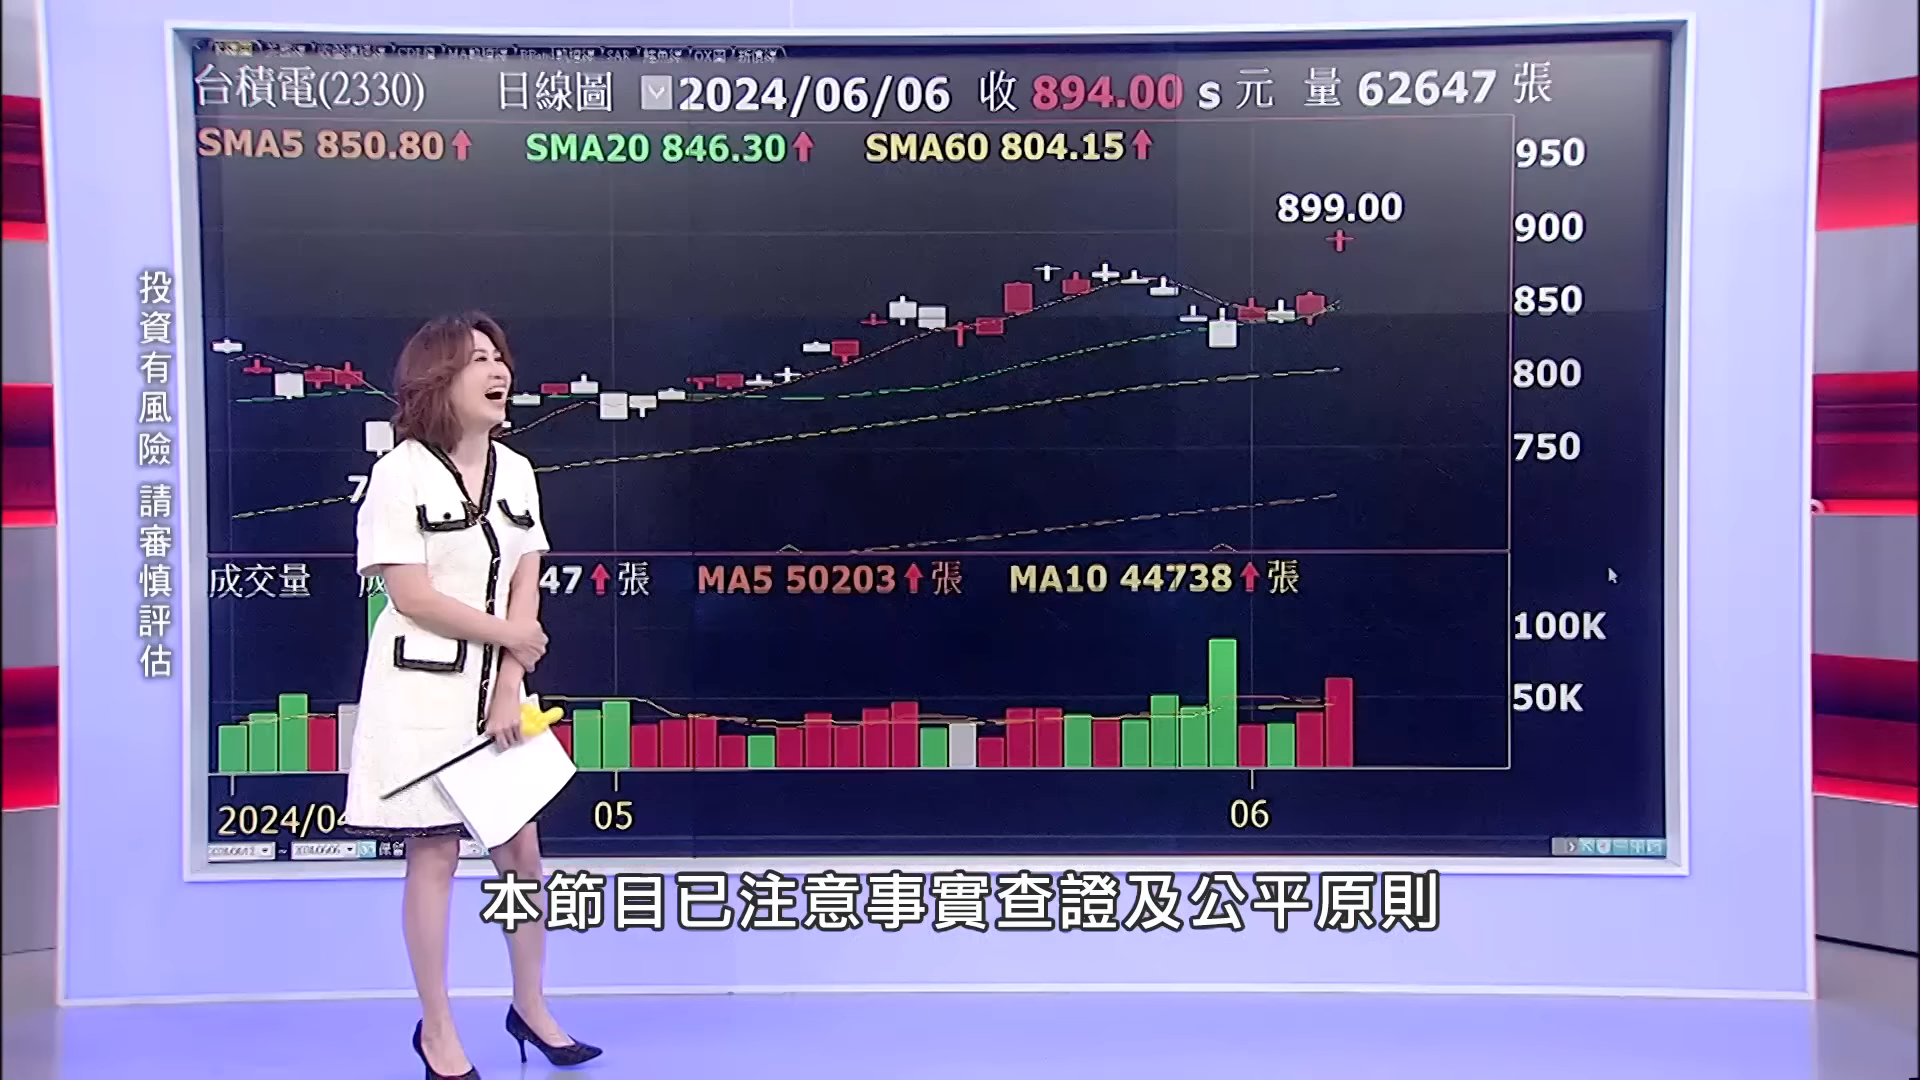 台積電(2330) 日線圖 2024/06/06 收 894.00 s 元 量 62647 張
SMA5 850.80↑ SMA20 846.30↑ SMA60 804.15↑
950
899.00
900
850
800
750
7
成交量 47↑張 MA5 50203↑張 MA10 44738↑張
100K
50K
2024/04 05 06
投資有風險 請審慎評估
本節目已注意事實查證及公平原則